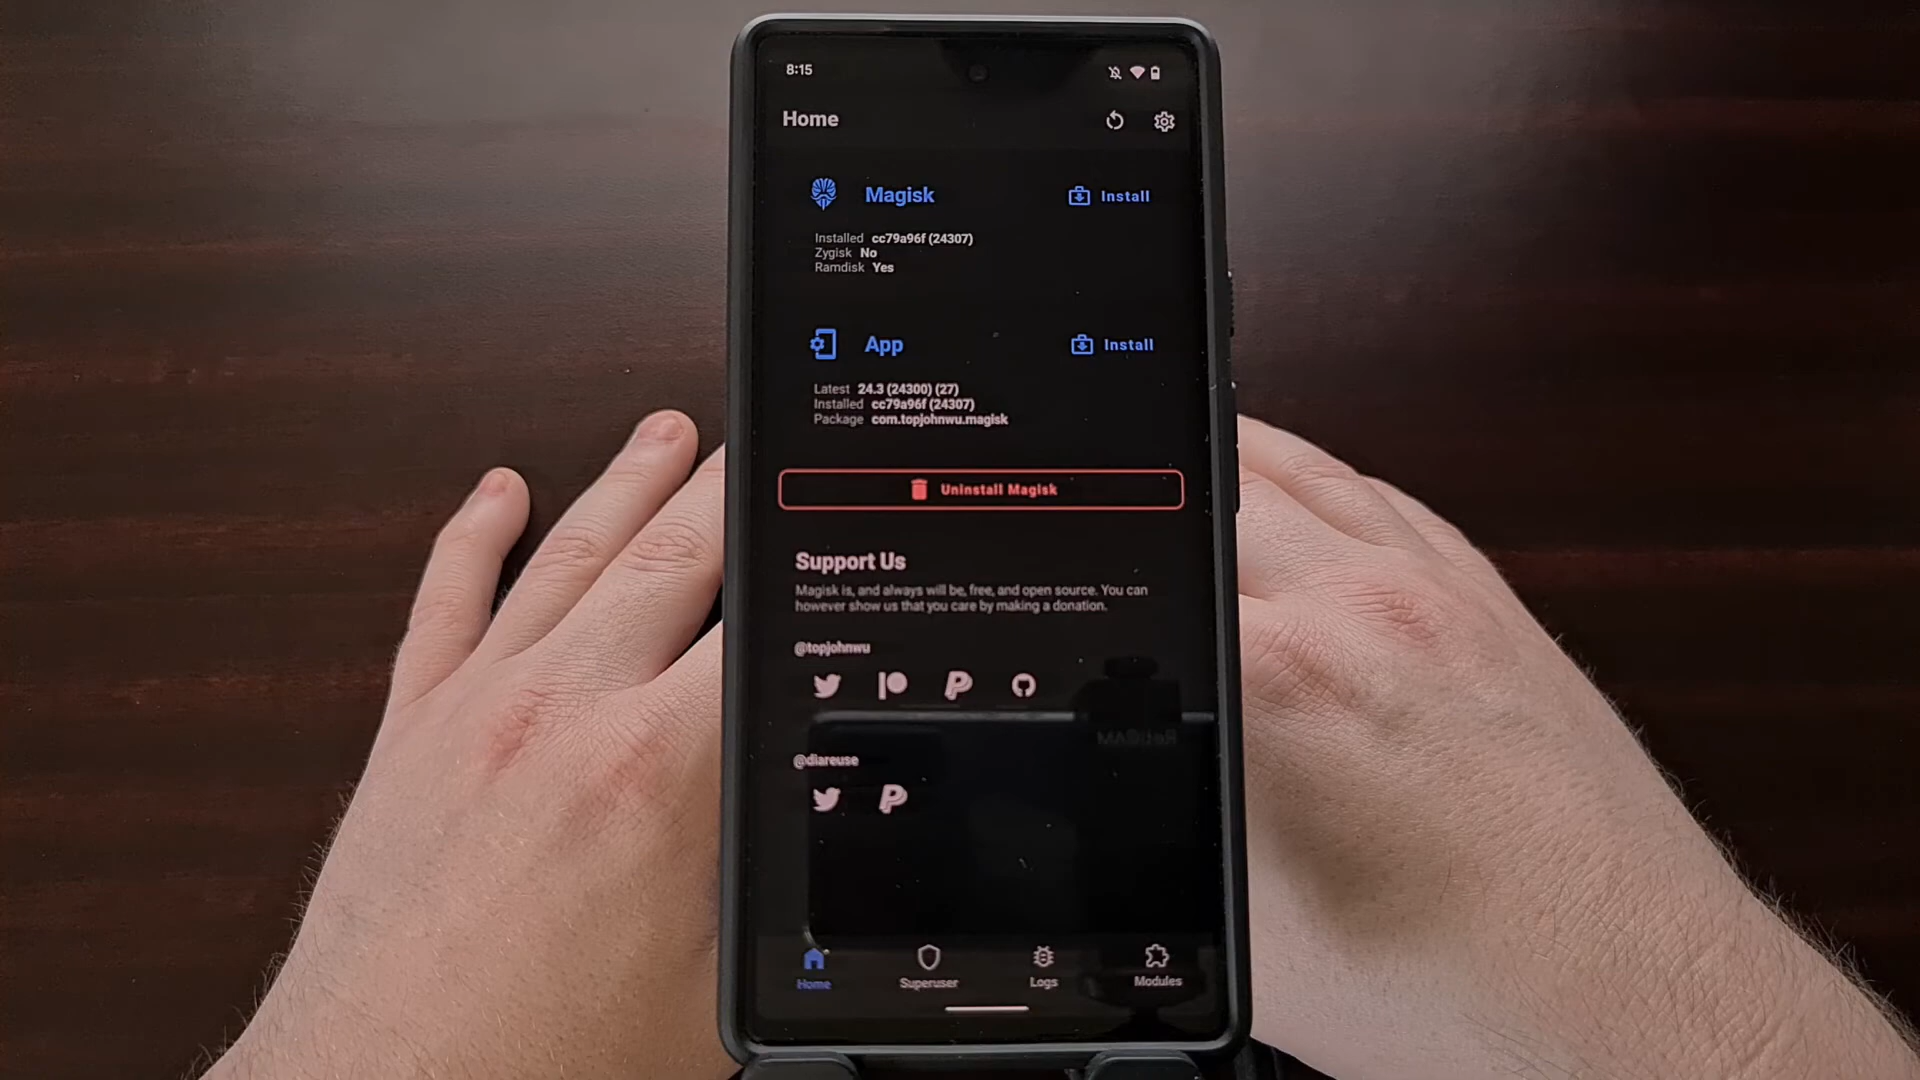 8:15
Home
Magisk
Install
Installed cc79a96f (24307)
Zygisk No
Ramdisk Yes
App
Install
Latest 24.3 (24300) (27)
Installed cc79a96f (24307)
Package com.topjohnwu.magisk
Uninstall Magisk
Support Us
Magisk is, and always will be, free, and open source. You can
however show us that you care by making a donation.
@topjohnwu
@diareuse
Home
Superuser
Logs
Modules